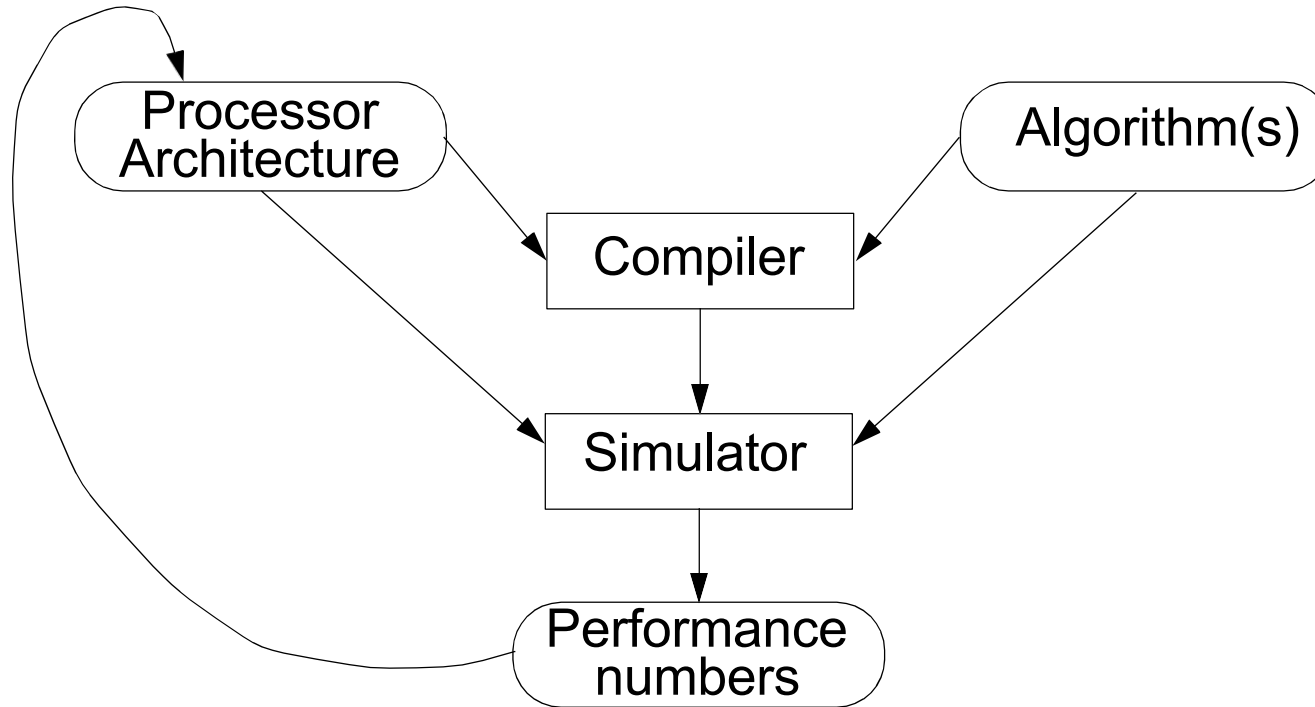 Processor
Architecture
Algorithm(s)
Compiler
Simulator
Performance
numbers